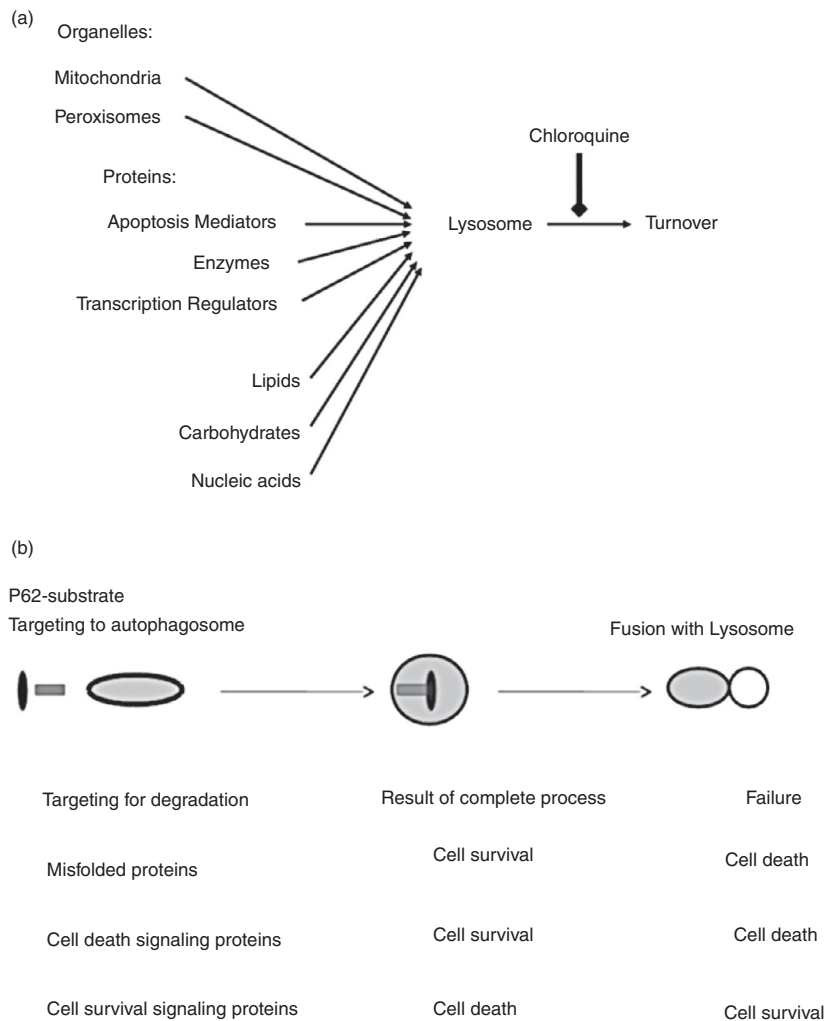 (a)
Organelles:
Mitochondria
Peroxisomes
Proteins:
Apoptosis Mediators
Enzymes
Transcription Regulators
Lipids
Carbohydrates
Nucleic acids
Chloroquine
Lysosome
Turnover
(b)
P62-substrate
Targeting to autophagosome
Fusion with Lysosome
Targeting for degradation
Result of complete process
Failure
Misfolded proteins
Cell survival
Cell death
Cell death signaling proteins
Cell survival
Cell death
Cell survival signaling proteins
Cell death
Cell survival